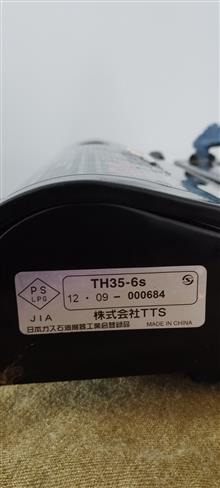 PS
LPG
TH35-6s
12・09-000684
JIA
株式会社TTS
日本ガス石油機器工業会登録品
MADE IN CHINA